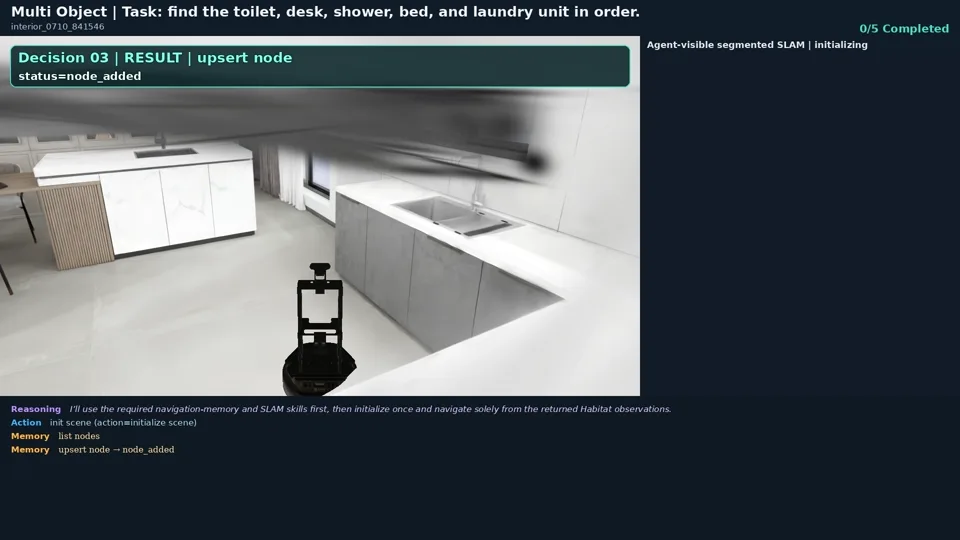 Multi Object | Task: find the toilet, desk, shower, bed, and laundry unit in order.
interior_0710_841546
0/5 Completed
Agent-visible segmented SLAM | initializing
Decision 03 | RESULT | upsert node
status=node_added
Reasoning I'll use the required navigation-memory and SLAM skills first, then initialize once and navigate solely from the returned Habitat observations.
Action init scene (action=initialize scene)
Memory list nodes
Memory upsert node → node_added